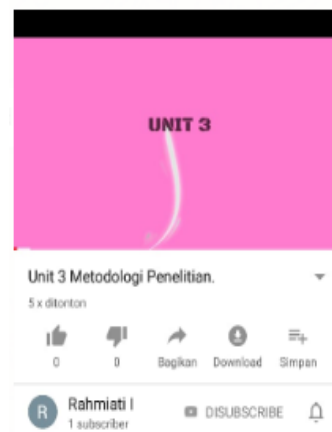 UNIT 3
Unit 3 Metodologi Penelitian.
5 x ditonton
0 0 Bagikan Download Simpan
R Rahmiati I DISUBSCRIBE
1 subscriber